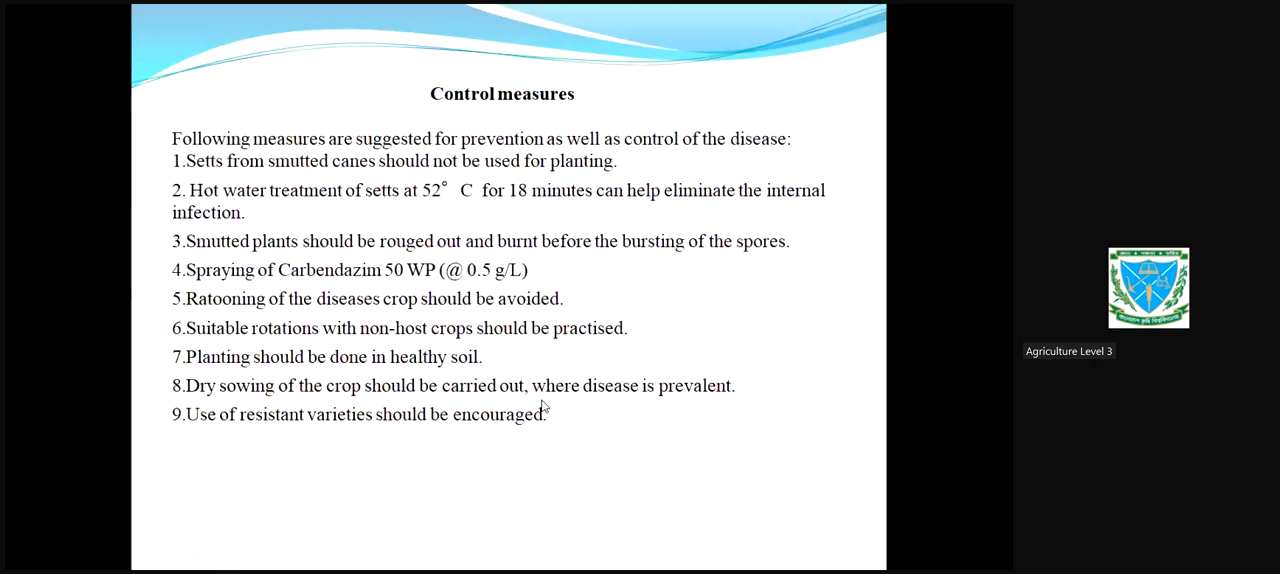 Control measures
Following measures are suggested for prevention as well as control of the disease:
1.Setts from smutted canes should not be used for planting.
2. Hot water treatment of setts at 52° C for 18 minutes can help eliminate the internal
infection.
3.Smutted plants should be rouged out and burnt before the bursting of the spores.
4.Spraying of Carbendazim 50 WP (@ 0.5 g/L)
5.Ratooning of the diseases crop should be avoided.
6.Suitable rotations with non-host crops should be practised.
7.Planting should be done in healthy soil.
8.Dry sowing of the crop should be carried out, where disease is prevalent.
9.Use of resistant varieties should be encouraged.
Agriculture Level 3